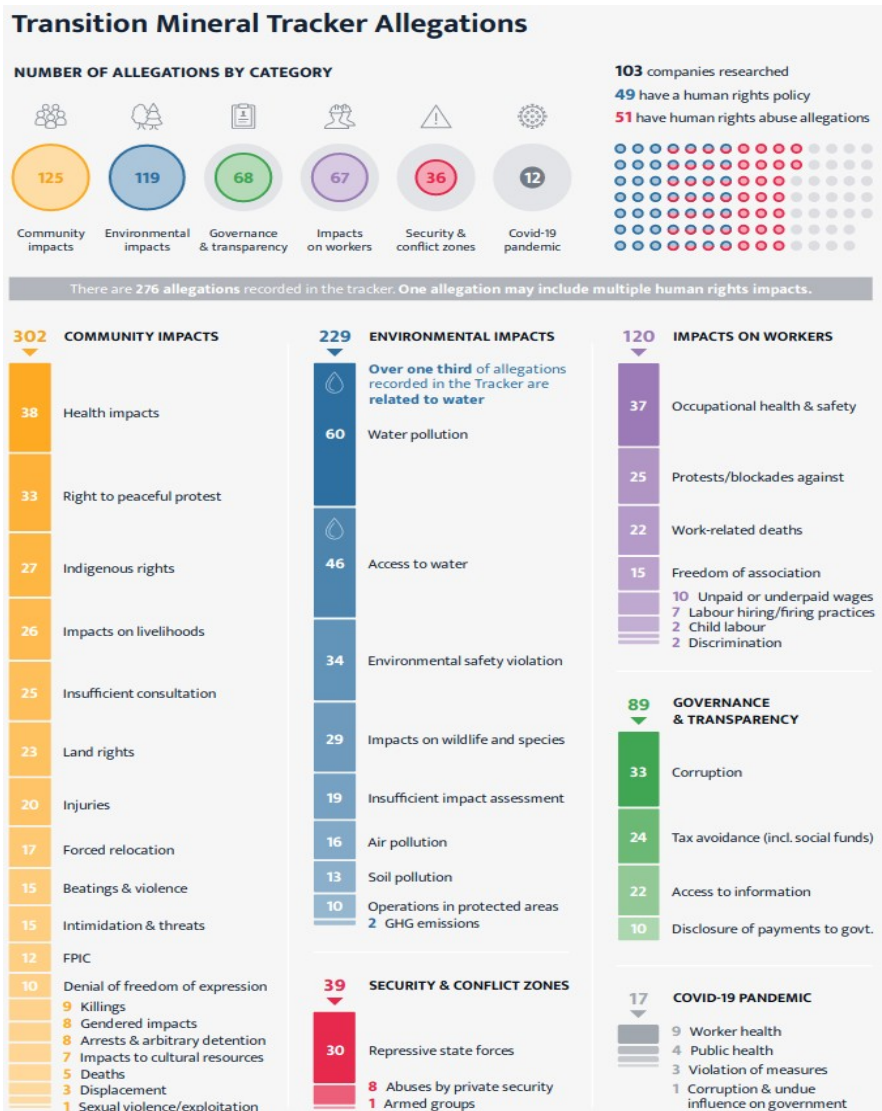 Transition Mineral Tracker Allegations
NUMBER OF ALLEGATIONS BY CATEGORY
103 companies researched
49 have a human rights policy
51 have human rights abuse allegations
125
119
68
67
36
12
Community
impacts
Environmental
impacts
Governance
& transparency
Impacts
on workers
Security &
conflict zones
Covid-19
pandemic
There are 276 allegations recorded in the tracker. One allegation may include multiple human rights impacts.
302 COMMUNITY IMPACTS
38 Health impacts
33 Right to peaceful protest
27 Indigenous rights
26 Impacts on livelihoods
25 Insufficient consultation
23 Land rights
20 Injuries
17 Forced relocation
15 Beatings & violence
15 Intimidation & threats
12 FPIC
10 Denial of freedom of expression
9 Killings
8 Gendered impacts
8 Arrests & arbitrary detention
7 Impacts to cultural resources
5 Deaths
3 Displacement
1 Sexual violence/exploitation
229 ENVIRONMENTAL IMPACTS
Over one third of allegations
recorded in the Tracker are
related to water
60 Water pollution
46 Access to water
34 Environmental safety violation
29 Impacts on wildlife and species
19 Insufficient impact assessment
16 Air pollution
13 Soil pollution
10 Operations in protected areas
2 GHG emissions
39 SECURITY & CONFLICT ZONES
30 Repressive state forces
8 Abuses by private security
1 Armed groups
120 IMPACTS ON WORKERS
37 Occupational health & safety
25 Protests/blockades against
22 Work-related deaths
15 Freedom of association
10 Unpaid or underpaid wages
7 Labour hiring/firing practices
2 Child labour
2 Discrimination
89 GOVERNANCE
& TRANSPARENCY
33 Corruption
24 Tax avoidance (incl. social funds)
22 Access to information
10 Disclosure of payments to govt.
17 COVID-19 PANDEMIC
9 Worker health
4 Public health
3 Violation of measures
1 Corruption & undue
influence on government